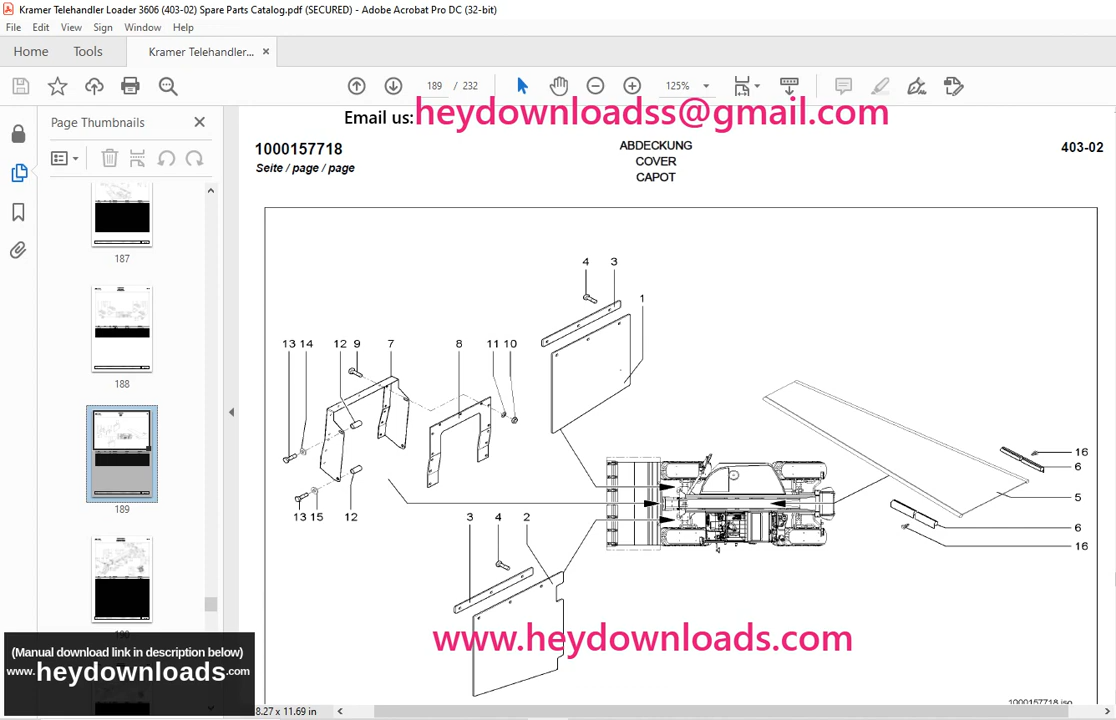 Kramer Telehandler Loader 3606 (403-02) Spare Parts Catalog.pdf (SECURED) - Adobe Acrobat Pro DC (32-bit)
File Edit View Sign Window Help
Home Tools Kramer Telehandler... ×
189 / 232 125%
Page Thumbnails
Email us:heydownloadss@gmail.com
1000157718 ABDECKUNG 403-02
Seite / page / page COVER
CAPOT
187
188
189
190
4 3
1
13 14 12 9 7 8 11 10
16
6
5
6
16
13 15 12
3 4 2
www.heydownloads.com
(Manual download link in description below)
www.heydownloads.com
8.27 x 11.69 in
1000157718.iso